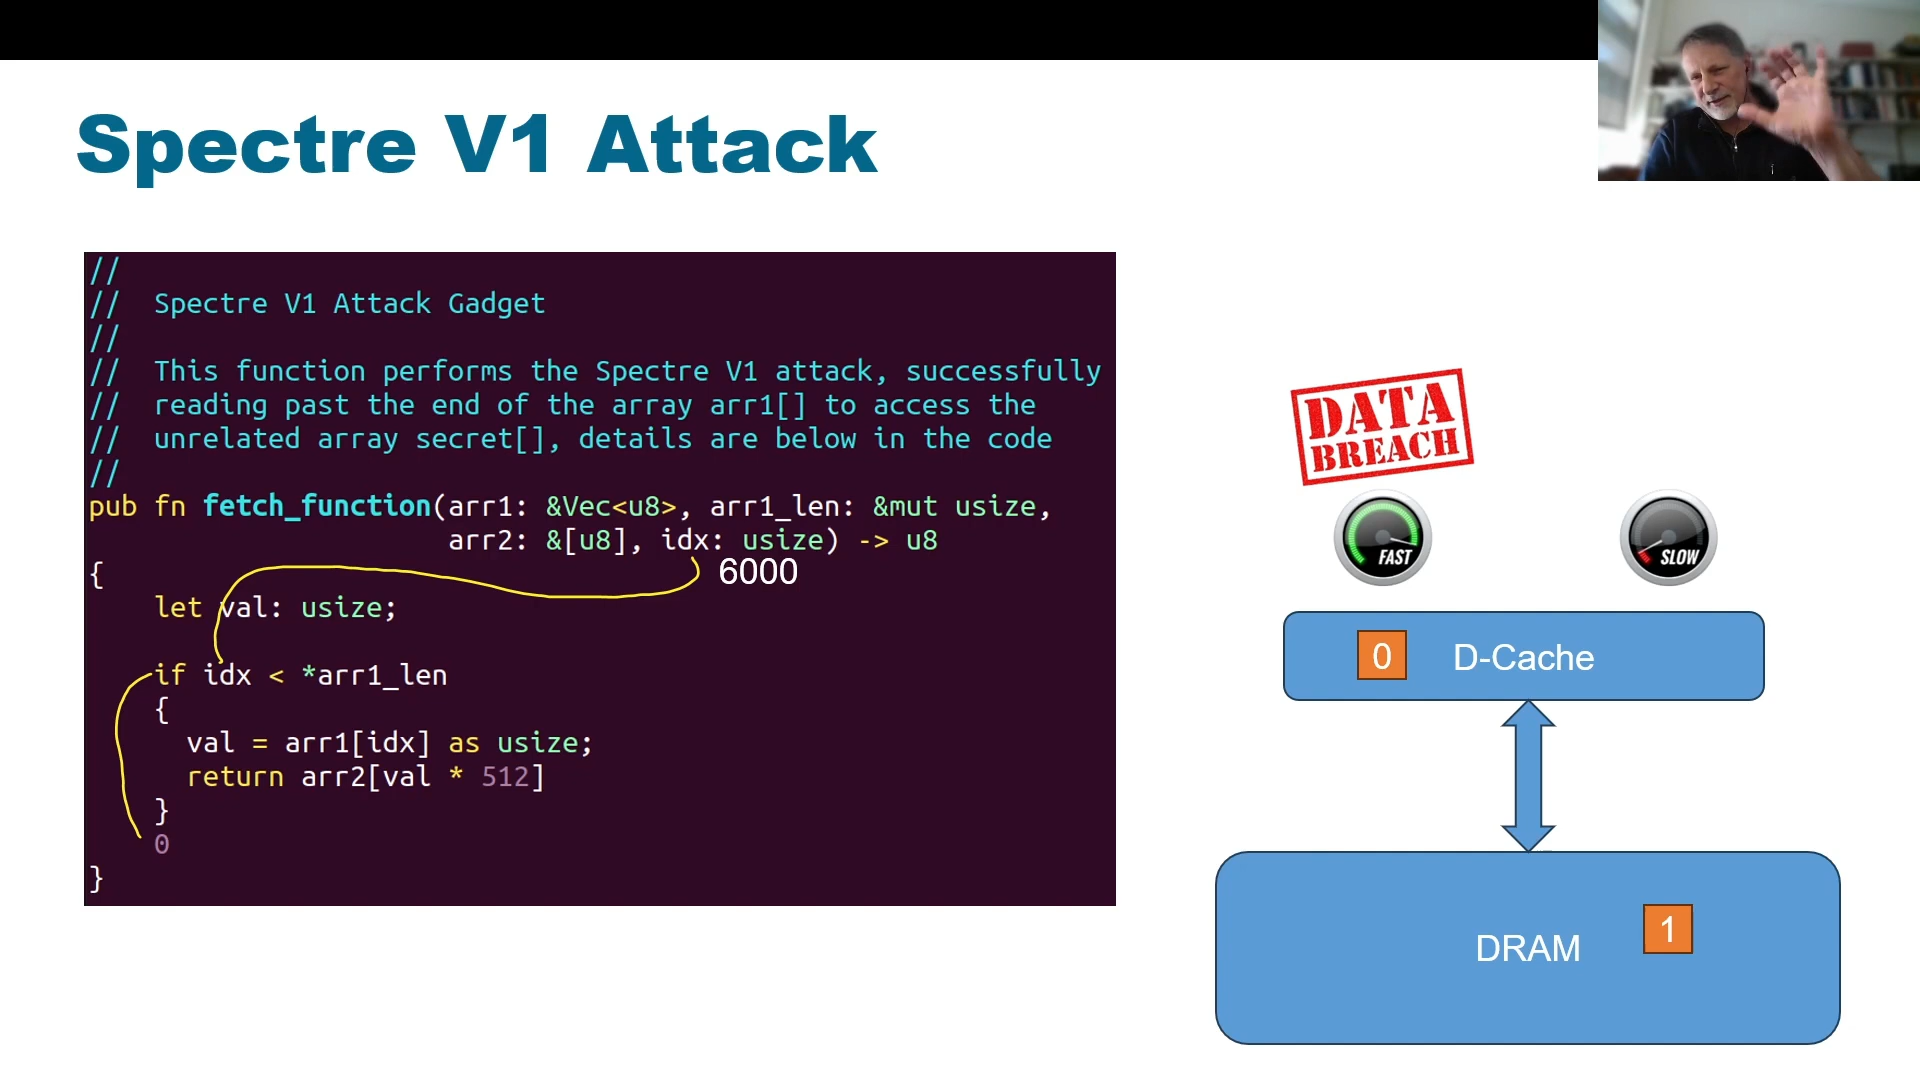 Spectre V1 Attack
//
//  Spectre V1 Attack Gadget
//
//  This function performs the Spectre V1 attack, successfully
//  reading past the end of the array arr1[] to access the
//  unrelated array secret[], details are below in the code
//
pub fn fetch_function(arr1: &Vec<u8>, arr1_len: &mut usize,
                      arr2: &[u8], idx: usize) -> u8
{
6000
    let val: usize;
    if idx < *arr1_len
    {
      val = arr1[idx] as usize;
      return arr2[val * 512]
    }
    0
}
DATA
BREACH
FAST
SLOW
0
D-Cache
1
DRAM